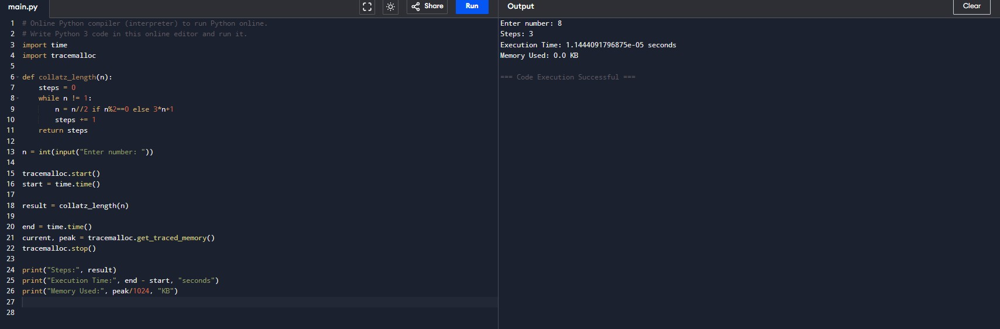 main.py
Share
Run
1 # Online Python compiler (interpreter) to run Python online.
2 # Write Python 3 code in this online editor and run it.
3 import time
4 import tracemalloc
5
6 def collatz_length(n):
7     steps = 0
8     while n != 1:
9         n = n//2 if n%2==0 else 3*n+1
10         steps += 1
11     return steps
12
13 n = int(input("Enter number: "))
14
15 tracemalloc.start()
16 start = time.time()
17
18 result = collatz_length(n)
19
20 end = time.time()
21 current, peak = tracemalloc.get_traced_memory()
22 tracemalloc.stop()
23
24 print("Steps:", result)
25 print("Execution Time:", end - start, "seconds")
26 print("Memory Used:", peak/1024, "KB")
27
28
Output
Clear
Enter number: 8
Steps: 3
Execution Time: 1.1444091796875e-05 seconds
Memory Used: 0.0 KB
=== Code Execution Successful ===